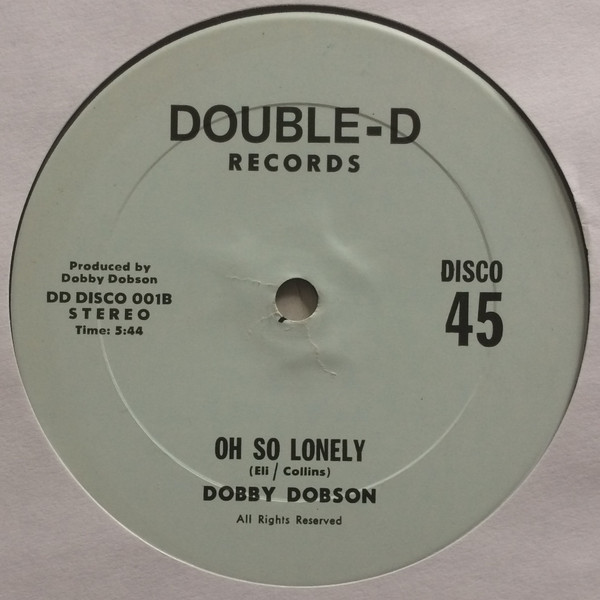 DOUBLE-D
RECORDS
Produced by
Dobby Dobson
DD DISCO 001B
STEREO
Time: 5:44
DISCO
45
OH SO LONELY
(Eli / Collins)
DOBBY DOBSON
All Rights Reserved